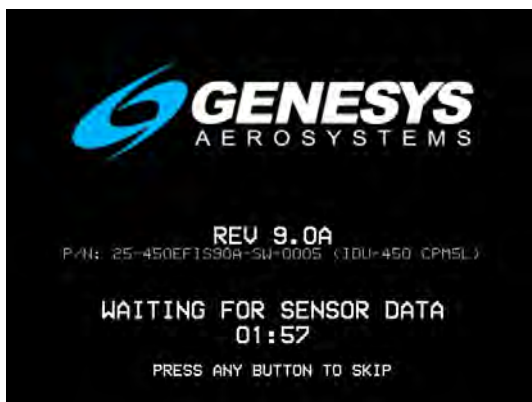 GENESYS
AEROSYSTEMS
REV 9.0A
P/N: 25-450EFIS90A-SW-0005 (IDU-450 CPM5L)
WAITING FOR SENSOR DATA
01:57
PRESS ANY BUTTON TO SKIP